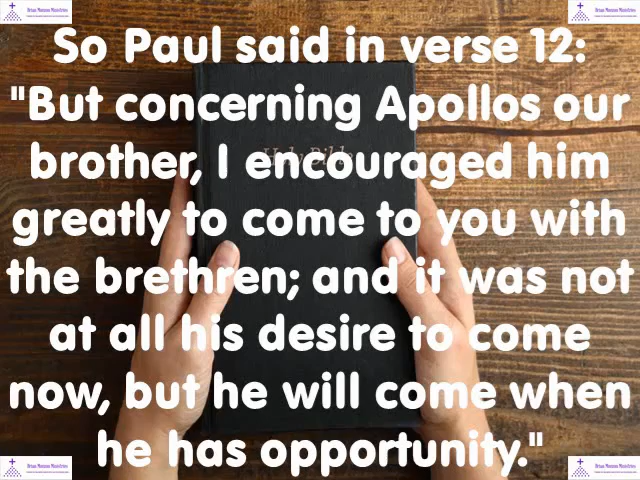 So Paul said in verse 12:
"But concerning Apollos our
brother, I encouraged him
greatly to come to you with
the brethren; and it was not
at all his desire to come
now, but he will come when
he has opportunity."
Holy Bible